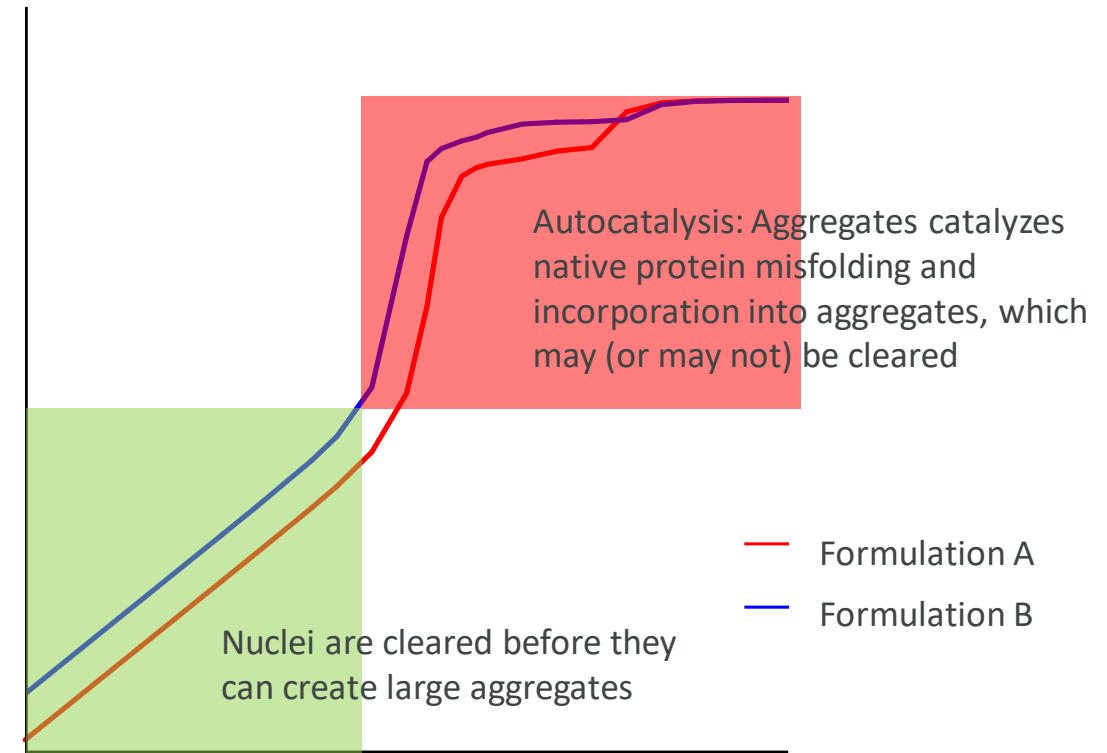 Autocatalysis: Aggregates catalyzes
native protein misfolding and
incorporation into aggregates, which
may (or may not) be cleared
Formulation A
Formulation B
Nuclei are cleared before they
can create large aggregates